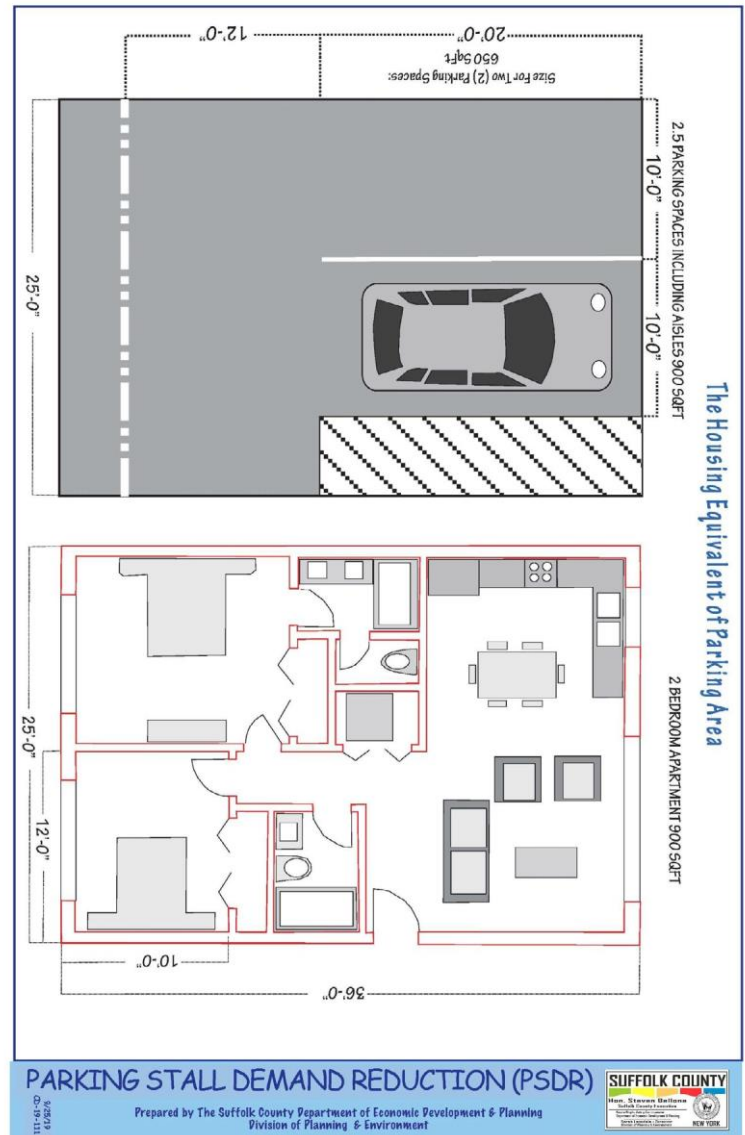 The Housing Equivalent of Parking Area
2.5 PARKING SPACES INCLUDING AISLES 900 SQFT
2 BEDROOM APARTMENT 900 SQFT
Size For Two (2) Parking Spaces:
650 SqFt
20'-0"
12'-0"
10'-0"
10'-0"
25'-0"
25'-0"
12'-0"
10'-0"
36'-0"
PARKING STALL DEMAND REDUCTION (PSDR)
Prepared by The Suffolk County Department of Economic Development & Planning
Division of Planning & Environment
CD-19-131
SUFFOLK COUNTY
Hon. Steven Bellone
Suffolk County Executive
NEW YORK